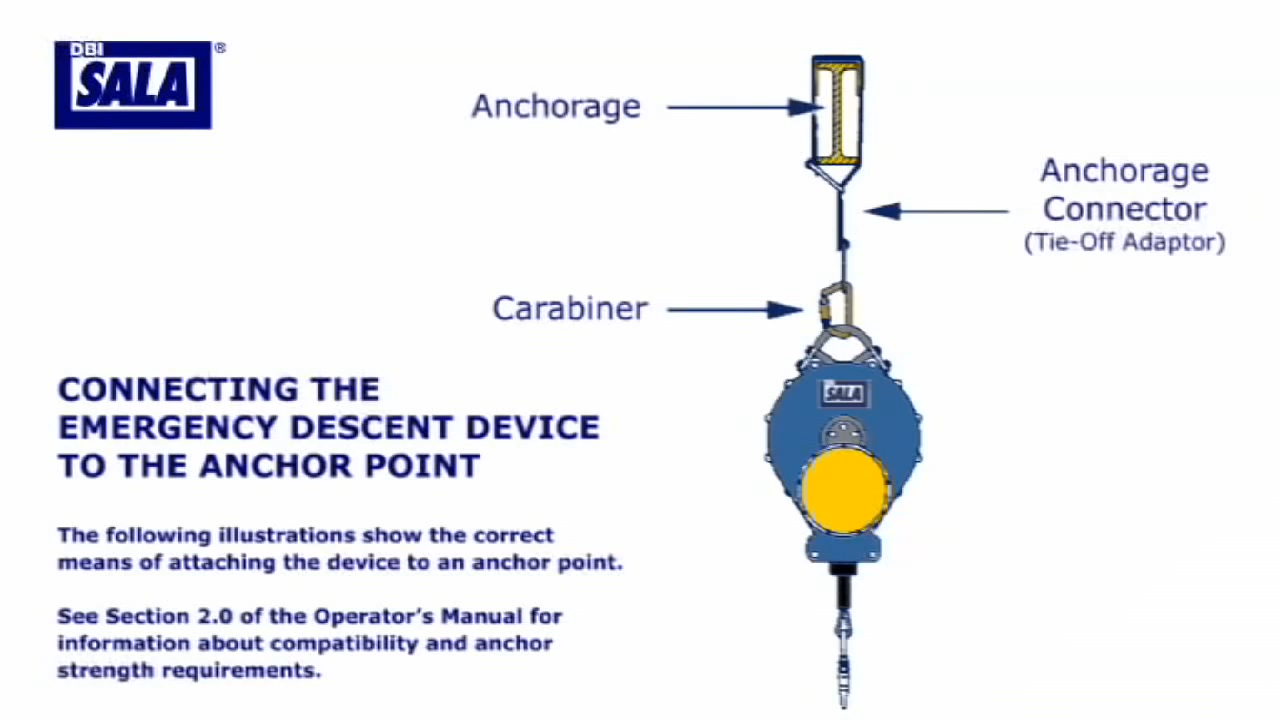 DBI
SALA®
Anchorage
Anchorage
Connector
(Tie-Off Adaptor)
Carabiner
SALA
CONNECTING THE
EMERGENCY DESCENT DEVICE
TO THE ANCHOR POINT
The following illustrations show the correct
means of attaching the device to an anchor point.
See Section 2.0 of the Operator's Manual for
information about compatibility and anchor
strength requirements.